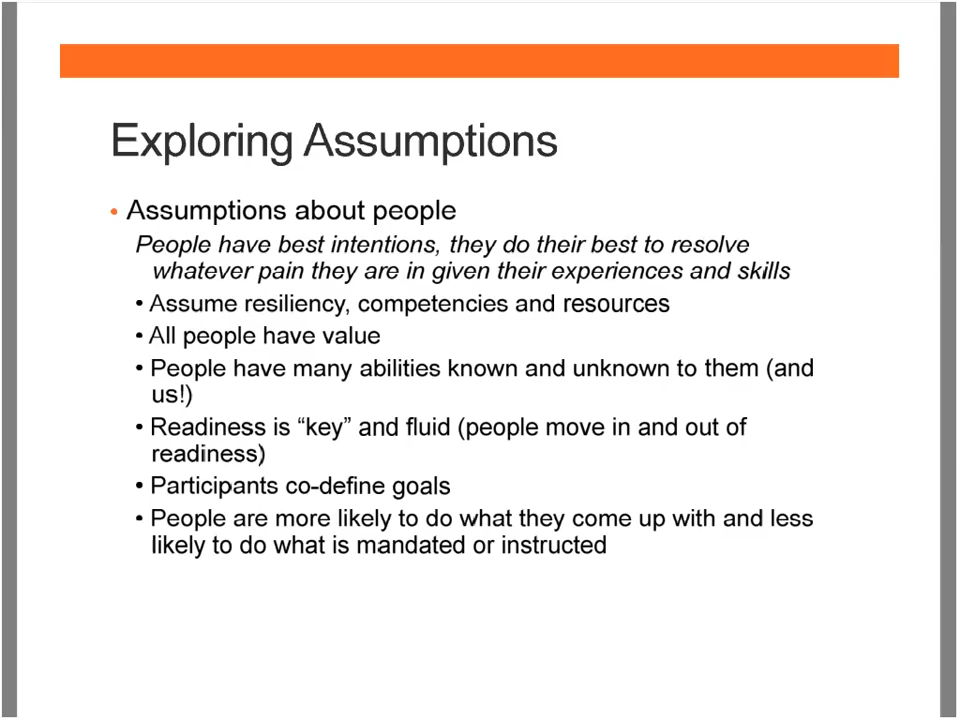 Exploring Assumptions
• Assumptions about people
People have best intentions, they do their best to resolve
whatever pain they are in given their experiences and skills
• Assume resiliency, competencies and resources
• All people have value
• People have many abilities known and unknown to them (and
us!)
• Readiness is “key” and fluid (people move in and out of
readiness)
• Participants co-define goals
• People are more likely to do what they come up with and less
likely to do what is mandated or instructed